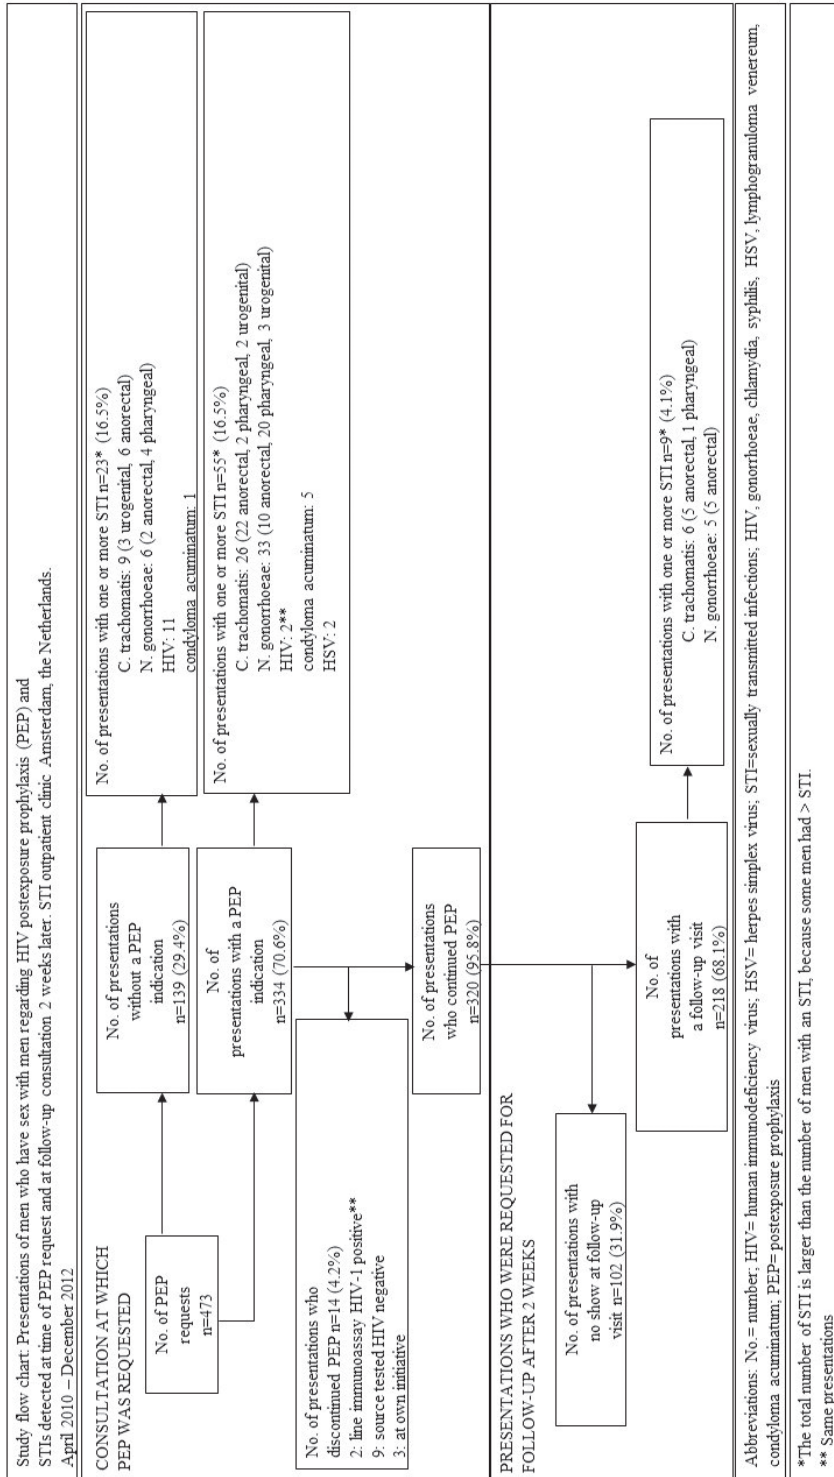 Study flow chart: Presentations of men who have sex with men regarding HIV postexposure prophylaxis (PEP) and
STIs detected at time of PEP request and at follow-up consultation 2 weeks later. STI outpatient clinic Amsterdam, the Netherlands.
April 2010 – December 2012
CONSULTATION AT WHICH
PEP WAS REQUESTED
No. of PEP
requests
n=473
No. of presentations
without a PEP
indication
n=139 (29.4%)
No. of presentations with one or more STI n=23* (16.5%)
C. trachomatis: 9 (3 urogenital, 6 anorectal)
N. gonorrhoeae: 6 (2 anorectal, 4 pharyngeal)
HIV: 11
condyloma acuminatum: 1
No. of
presentations with a PEP
indication
n=334 (70.6%)
No. of presentations with one or more STI n=55* (16.5%)
C. trachomatis: 26 (22 anorectal, 2 pharyngeal, 2 urogenital)
N. gonorrhoeae: 33 (10 anorectal, 20 pharyngeal, 3 urogenital)
HIV: 2**
condyloma acuminatum: 5
HSV: 2
No. of presentations who
discontinued PEP n=14 (4.2%)
2: line immunoassay HIV-1 positive**
9: source tested HIV negative
3: at own initiative
No. of presentations
who continued PEP
n=320 (95.8%)
PRESENTATIONS WHO WERE REQUESTED FOR
FOLLOW-UP AFTER 2 WEEKS
No. of presentations with
no show at follow-up
visit n=102 (31.9%)
No. of
presentations with
a follow-up visit
n=218 (68.1%)
No. of presentations with one or more STI n=9* (4.1%)
C. trachomatis: 6 (5 anorectal, 1 pharyngeal)
N. gonorrhoeae: 5 (5 anorectal)
Abbreviations: No.= number; HIV= human immunodeficiency virus; HSV= herpes simplex virus; STI=sexually transmitted infections; HIV, gonorrhoeae, chlamydia, syphilis, HSV, lymphogranuloma venereum,
condyloma acuminatum; PEP= postexposure prophylaxis
*The total number of STI is larger than the number of men with an STI, because some men had > STI.
** Same presentations